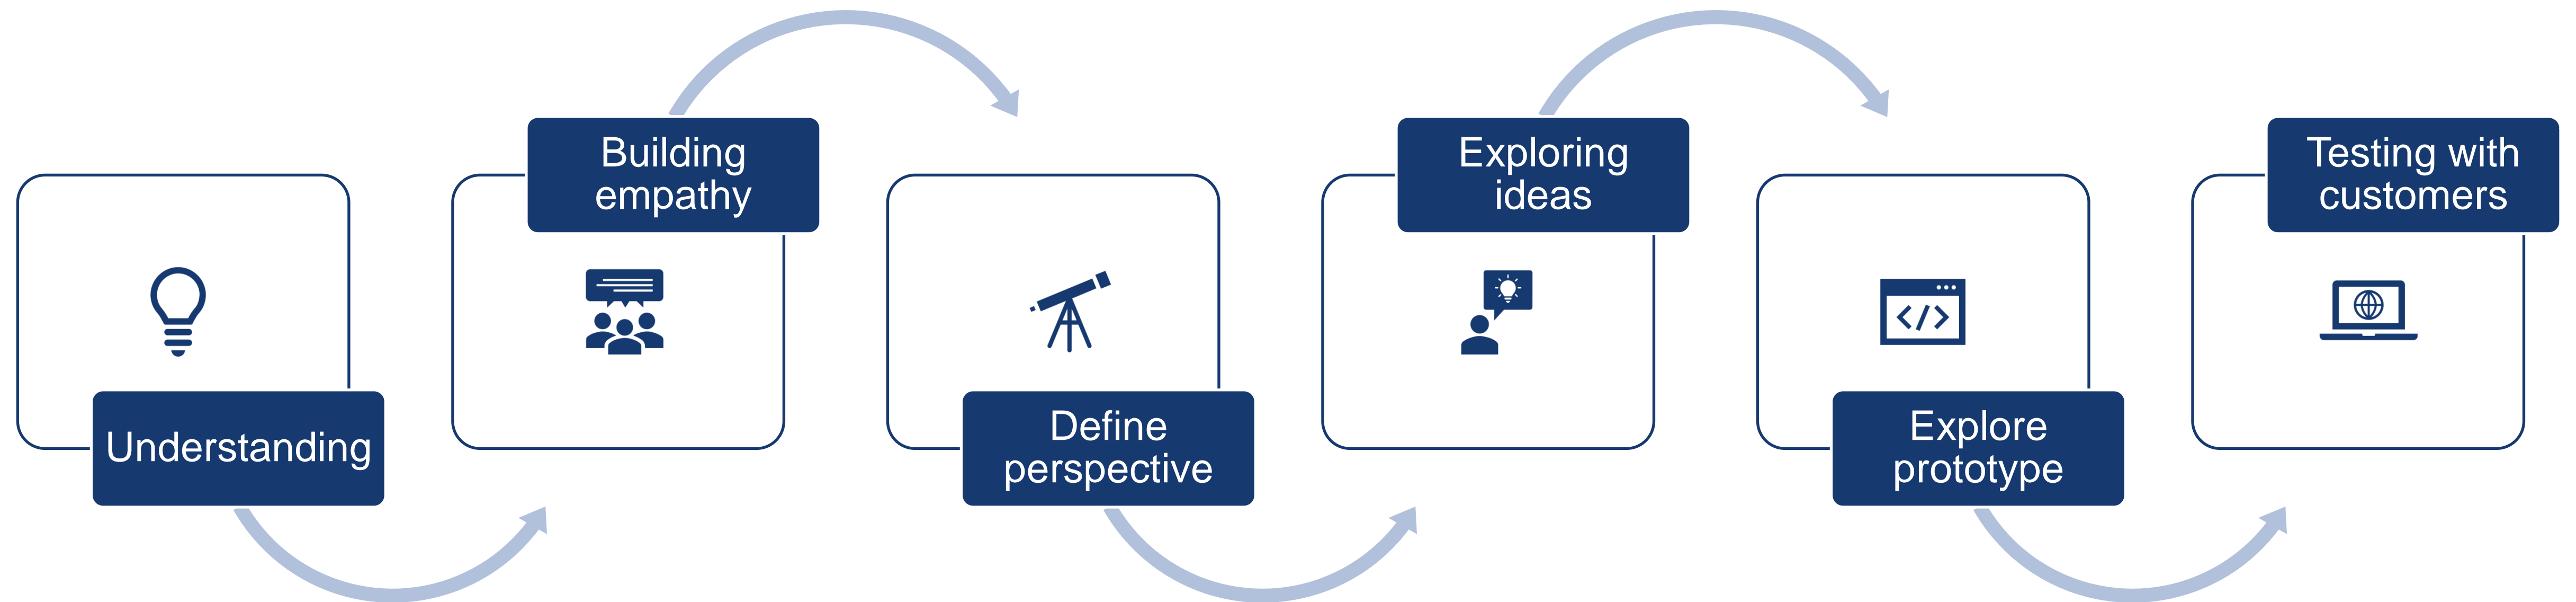 Understanding
Building
empathy
Define
perspective
Exploring
ideas
Explore
prototype
Testing with
customers